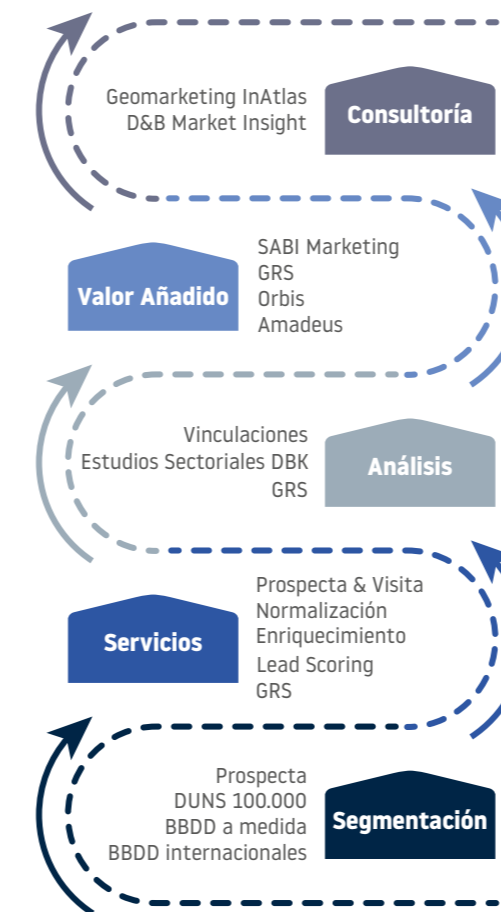 Geomarketing InAtlas
D&B Market Insight
Consultoría
Valor Añadido
SABI Marketing
GRS
Orbis
Amadeus
Vinculaciones
Estudios Sectoriales DBK
GRS
Análisis
Servicios
Prospecta & Visita
Normalización
Enriquecimiento
Lead Scoring
GRS
Prospecta
DUNS 100.000
BBDD a medida
BBDD internacionales
Segmentación